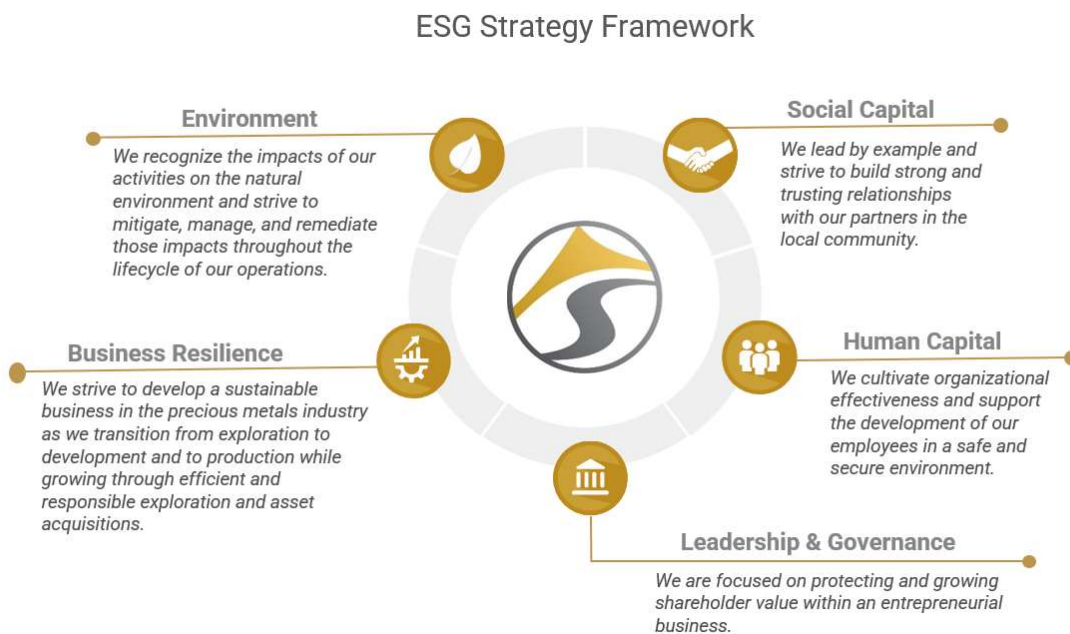 ESG Strategy Framework
Environment
We recognize the impacts of our
activities on the natural
environment and strive to
mitigate, manage, and remediate
those impacts throughout the
lifecycle of our operations.
Social Capital
We lead by example and
strive to build strong and
trusting relationships
with our partners in the
local community.
Business Resilience
We strive to develop a sustainable
business in the precious metals industry
as we transition from exploration to
development and to production while
growing through efficient and
responsible exploration and asset
acquisitions.
Human Capital
We cultivate organizational
effectiveness and support
the development of our
employees in a safe and
secure environment.
Leadership & Governance
We are focused on protecting and growing
shareholder value within an entrepreneurial
business.